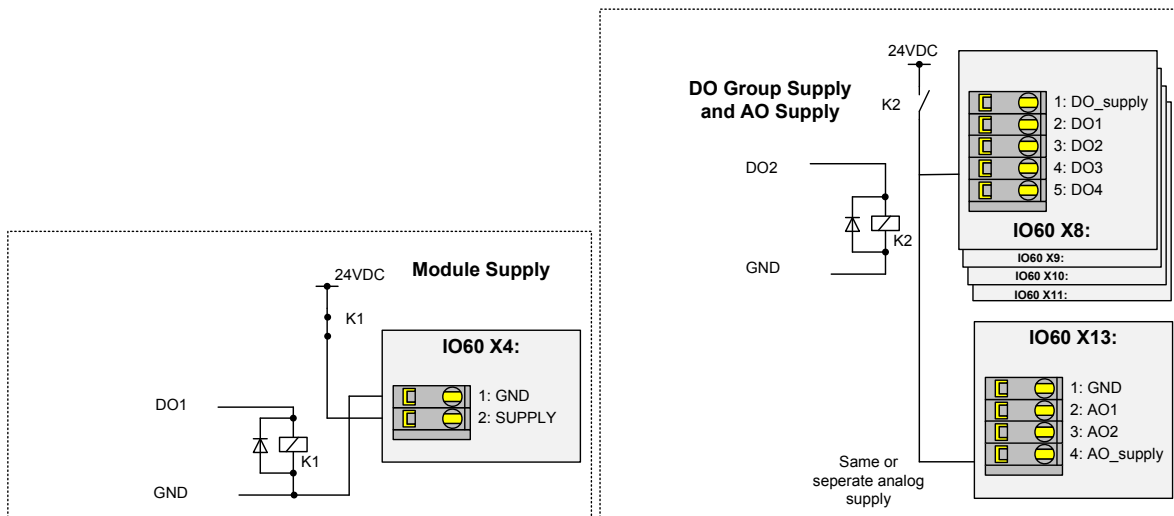 Module Supply
24VDC
K1
IO60 X4:
1: GND
2: SUPPLY
DO1
K1
GND
DO Group Supply
and AO Supply
24VDC
K2
DO2
K2
GND
1: DO_supply
2: DO1
3: DO2
4: DO3
5: DO4
IO60 X8:
IO60 X9:
IO60 X10:
IO60 X11:
IO60 X13:
1: GND
2: AO1
3: AO2
4: AO_supply
Same or
seperate analog
supply